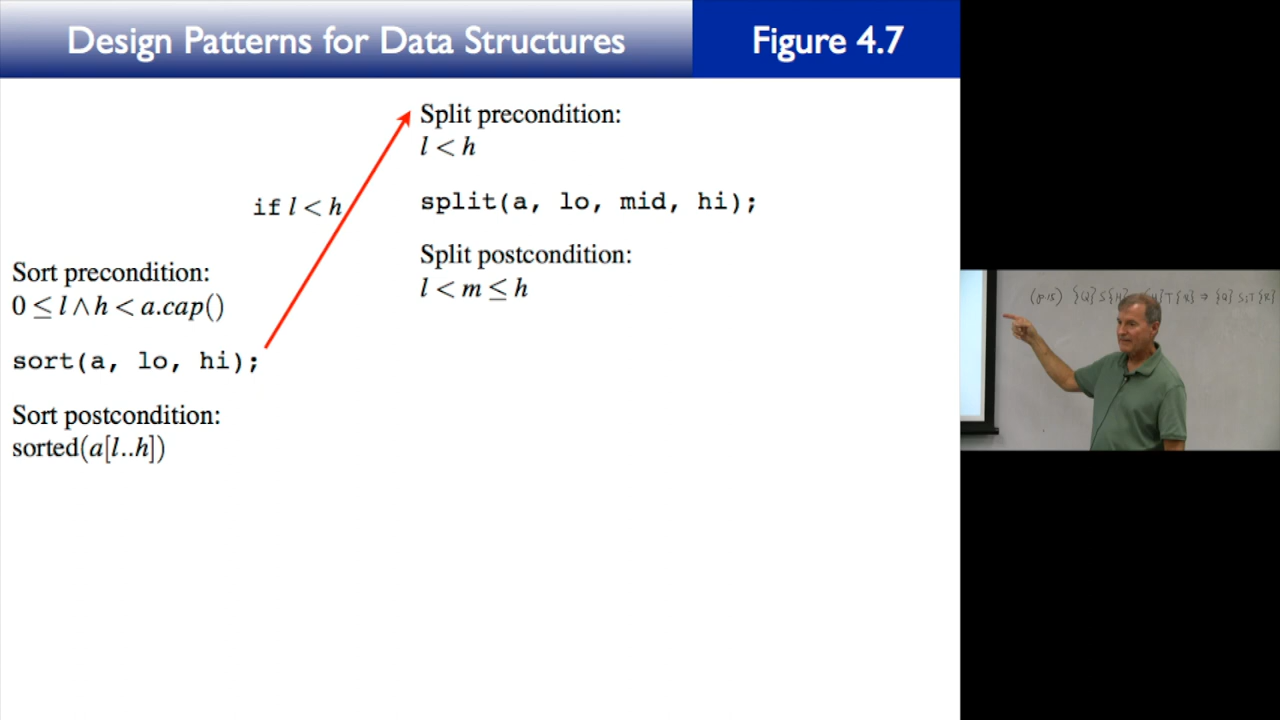 Design Patterns for Data Structures
Figure 4.7
Split precondition:
l < h
if l < h
split(a, lo, mid, hi);
Split postcondition:
l < m ≤ h
Sort precondition:
0 ≤ l ∧ h < a.cap()
sort(a, lo, hi);
Sort postcondition:
sorted(a[l..h])
{Q} S {H} T {R} ⇒ {Q} S;T {R}